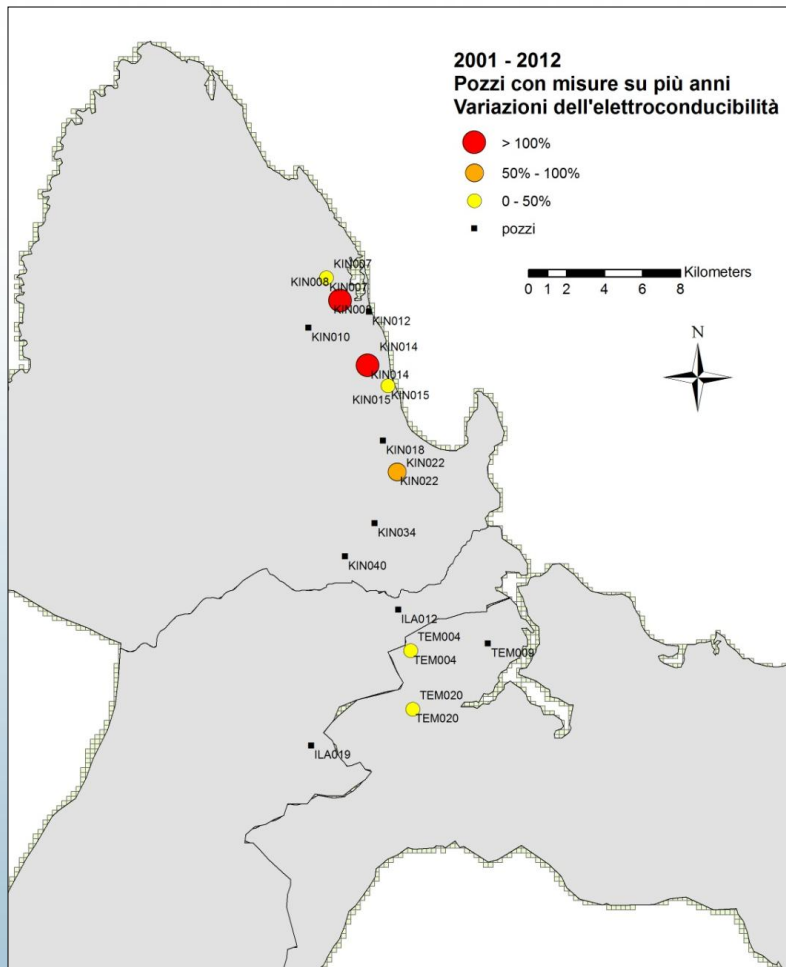 2001 - 2012
Pozzi con misure su più anni
Variazioni dell'elettroconducibilità
> 100%
50% - 100%
0 - 50%
pozzi
Kilometers
0 1 2 4 6 8
N
KIN007
KIN008 KIN007
KIN008
KIN012
KIN010
KIN014
KIN014
KIN015 KIN015
KIN018
KIN022
KIN022
KIN034
KIN040
ILA012
TEM004
TEM009
TEM004
TEM020
TEM020
ILA019